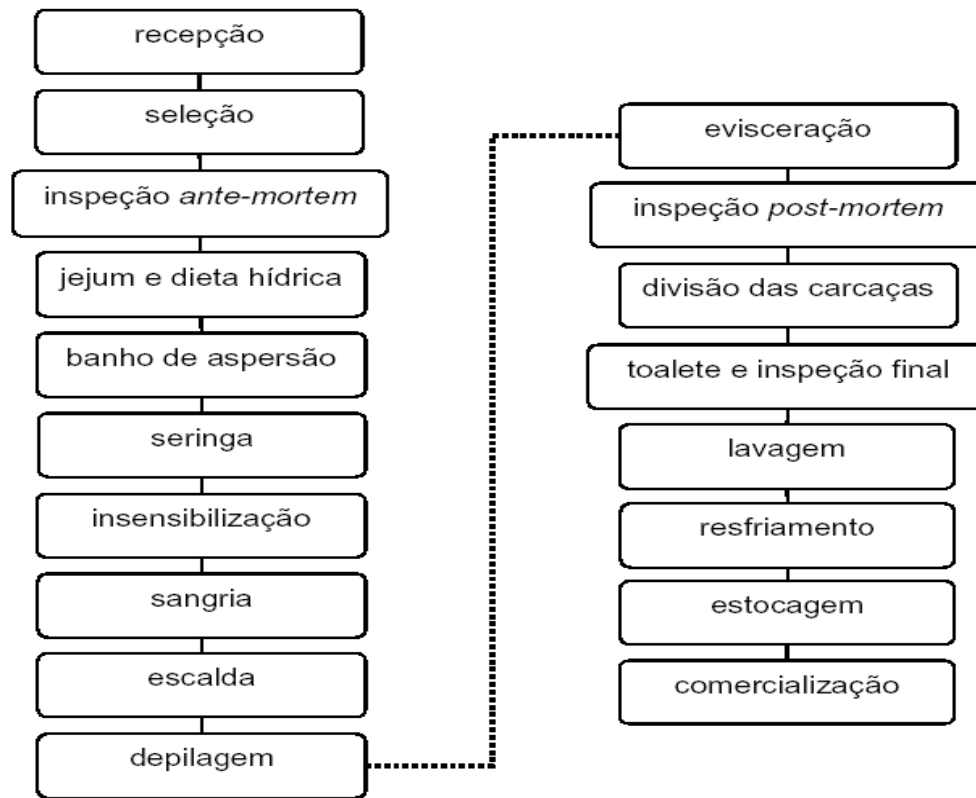 recepção
seleção
inspeção ante-mortem
jejum e dieta hídrica
banho de aspersão
seringa
insensibilização
sangria
escalda
depilagem
evisceração
inspeção post-mortem
divisão das carcaças
toalete e inspeção final
lavagem
resfriamento
estocagem
comercialização